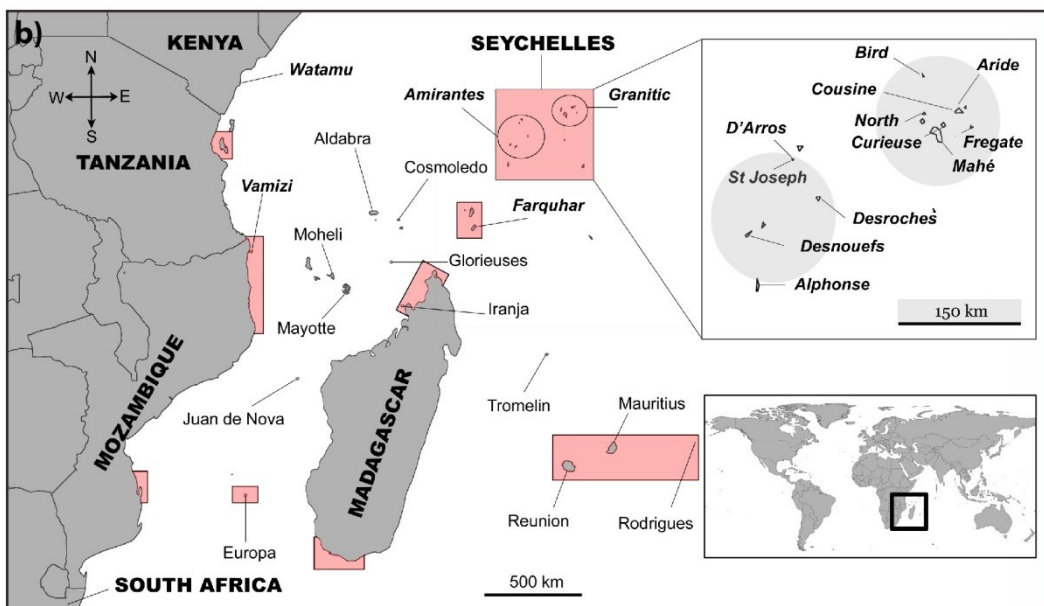 b)
KENYA
SEYCHELLES
N
W E
S
Watamu
Amirantes
Granitic
TANZANIA
Aldabra
Cosmoledo
Vamizi
Farquhar
Moheli
Glorieuses
Mayotte
Iranja
MOZAMBIQUE
Juan de Nova
MADAGASCAR
Tromelin
Mauritius
Reunion
Rodrigues
Europa
SOUTH AFRICA
500 km
Bird
Aride
Cousine
North
Curieuse
Fregate
Mahé
D'Arros
St Joseph
Desroches̀
Desnouefs
Alphonse
150 km